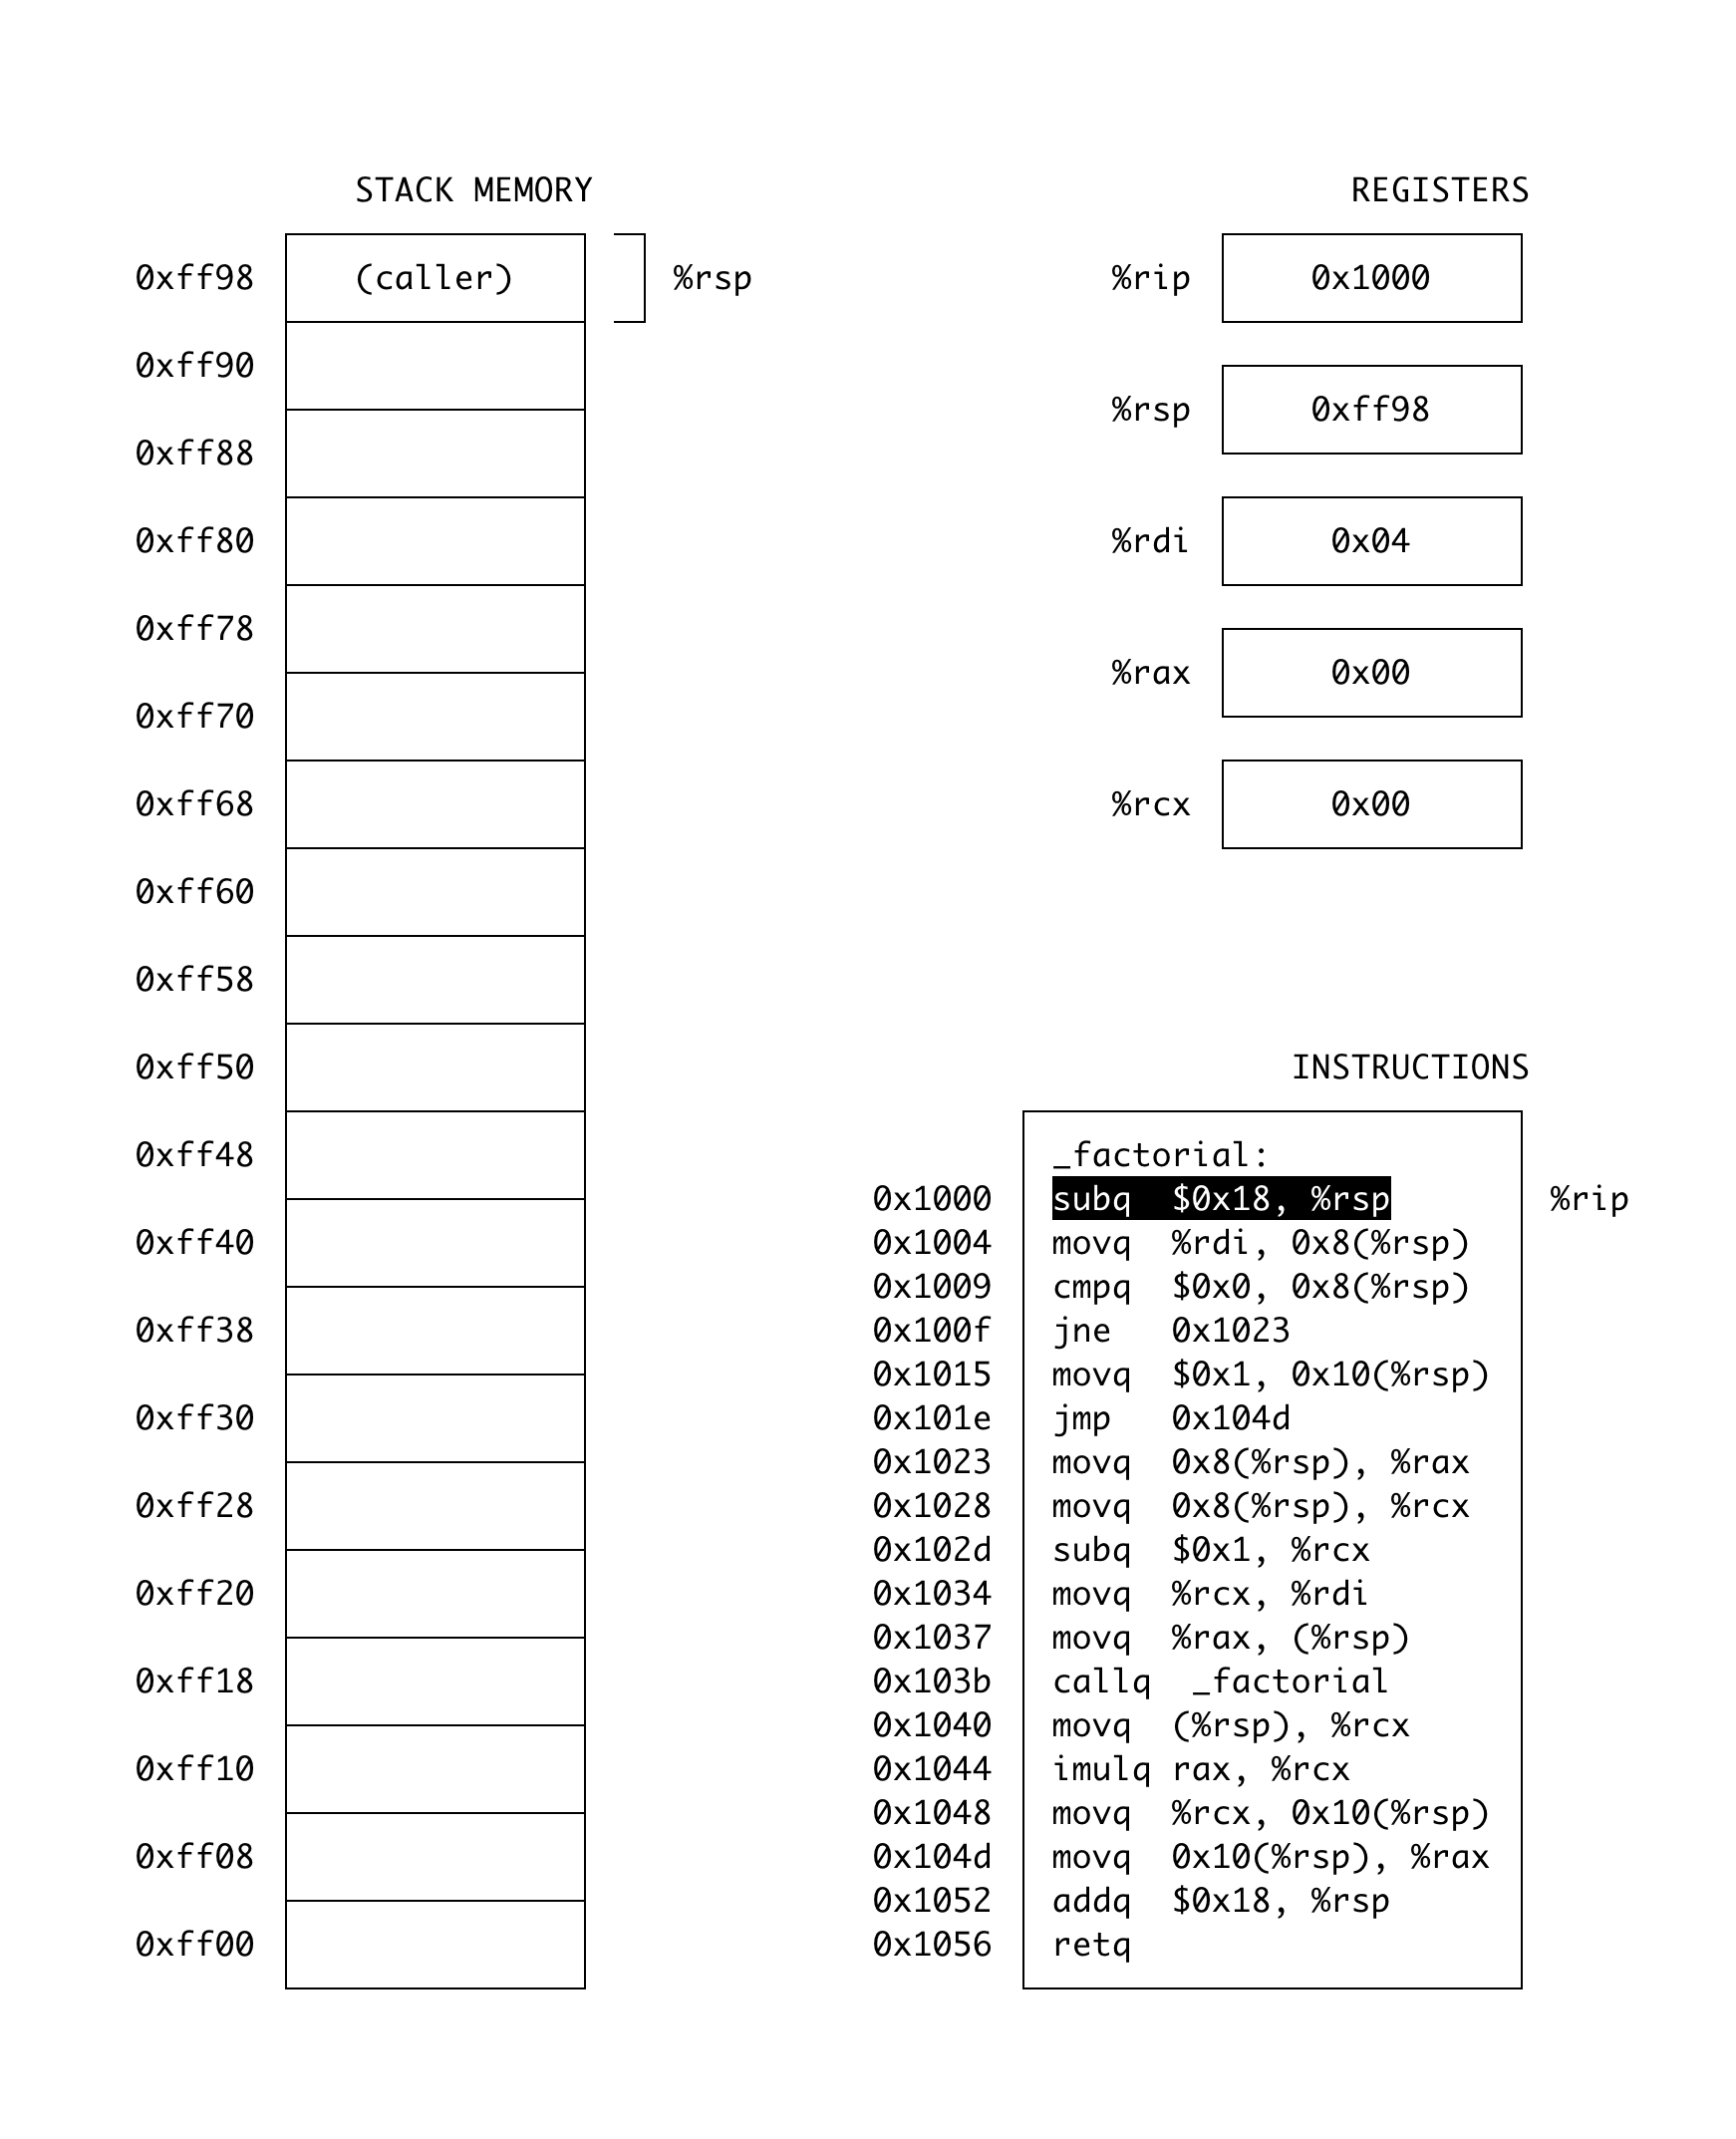 STACK MEMORY
0xff98 (caller) %rsp
0xff90
0xff88
0xff80
0xff78
0xff70
0xff68
0xff60
0xff58
0xff50
0xff48
0xff40
0xff38
0xff30
0xff28
0xff20
0xff18
0xff10
0xff08
0xff00
REGISTERS
%rip 0x1000
%rsp 0xff98
%rdi 0x04
%rax 0x00
%rcx 0x00
INSTRUCTIONS
_factorial:
0x1000 subq $0x18, %rsp %rip
0x1004 movq %rdi, 0x8(%rsp)
0x1009 cmpq $0x0, 0x8(%rsp)
0x100f jne 0x1023
0x1015 movq $0x1, 0x10(%rsp)
0x101e jmp 0x104d
0x1023 movq 0x8(%rsp), %rax
0x1028 movq 0x8(%rsp), %rcx
0x102d subq $0x1, %rcx
0x1034 movq %rcx, %rdi
0x1037 movq %rax, (%rsp)
0x103b callq _factorial
0x1040 movq (%rsp), %rcx
0x1044 imulq rax, %rcx
0x1048 movq %rcx, 0x10(%rsp)
0x104d movq 0x10(%rsp), %rax
0x1052 addq $0x18, %rsp
0x1056 retq